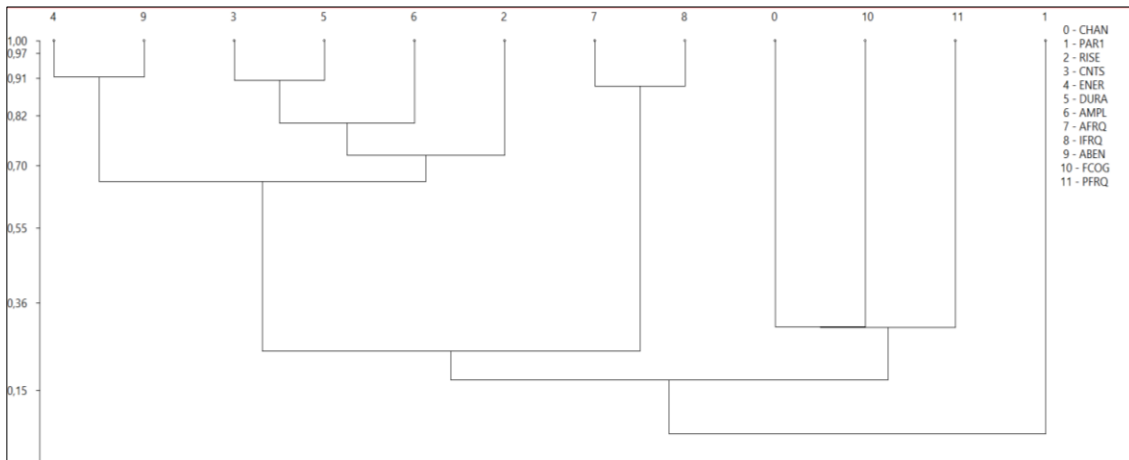 4 9 3 5 6 2 7 8 0 10 11 1
1,00
0,97
0,91
0,82
0,70
0,55
0,36
0,15
0 - CHAN
1 - PAR1
2 - RISE
3 - CNTS
4 - ENER
5 - DURA
6 - AMPL
7 - AFRQ
8 - IFRQ
9 - ABEN
10 - FCOG
11 - PFRQ